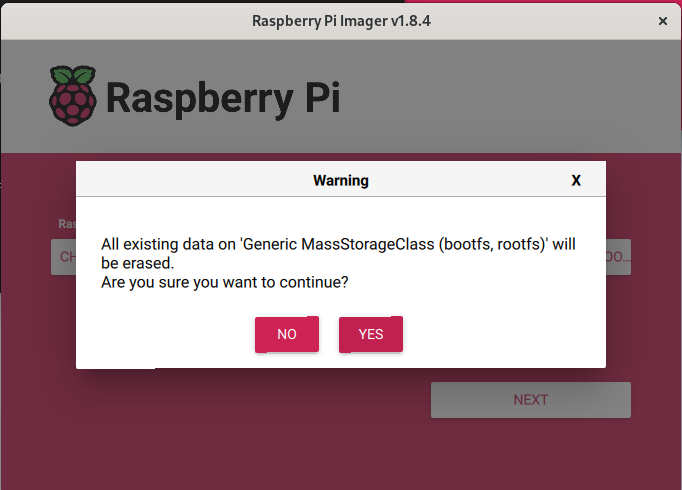 Raspberry Pi Imager v1.8.4
×
Raspberry Pi
Warning
X
Ras
CH
OO...
All existing data on 'Generic MassStorageClass (bootfs, rootfs)' will
be erased.
Are you sure you want to continue?
NO
YES
NEXT